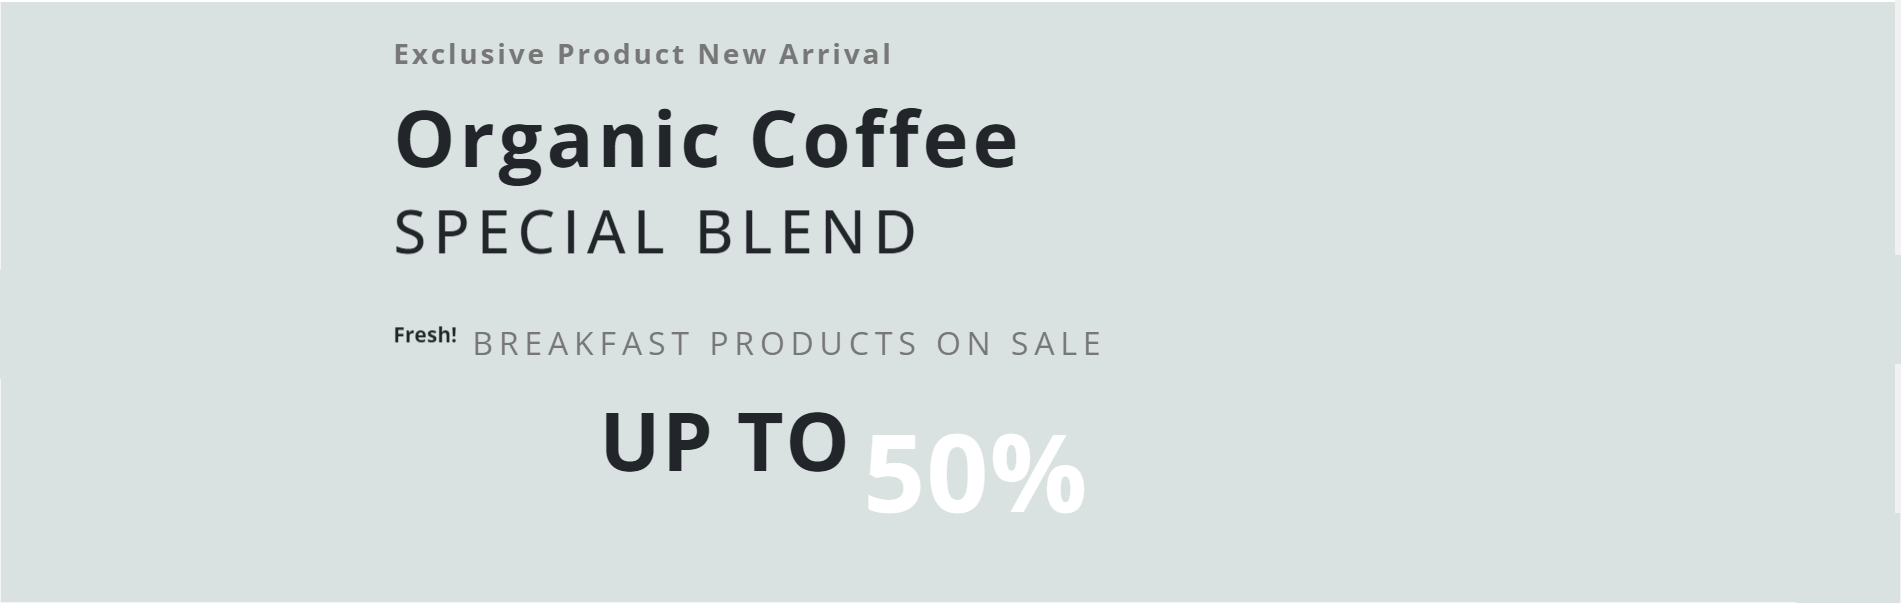 Exclusive Product New Arrival
Organic Coffee
SPECIAL BLEND
Fresh! BREAKFAST PRODUCTS ON SALE
UP TO 50%